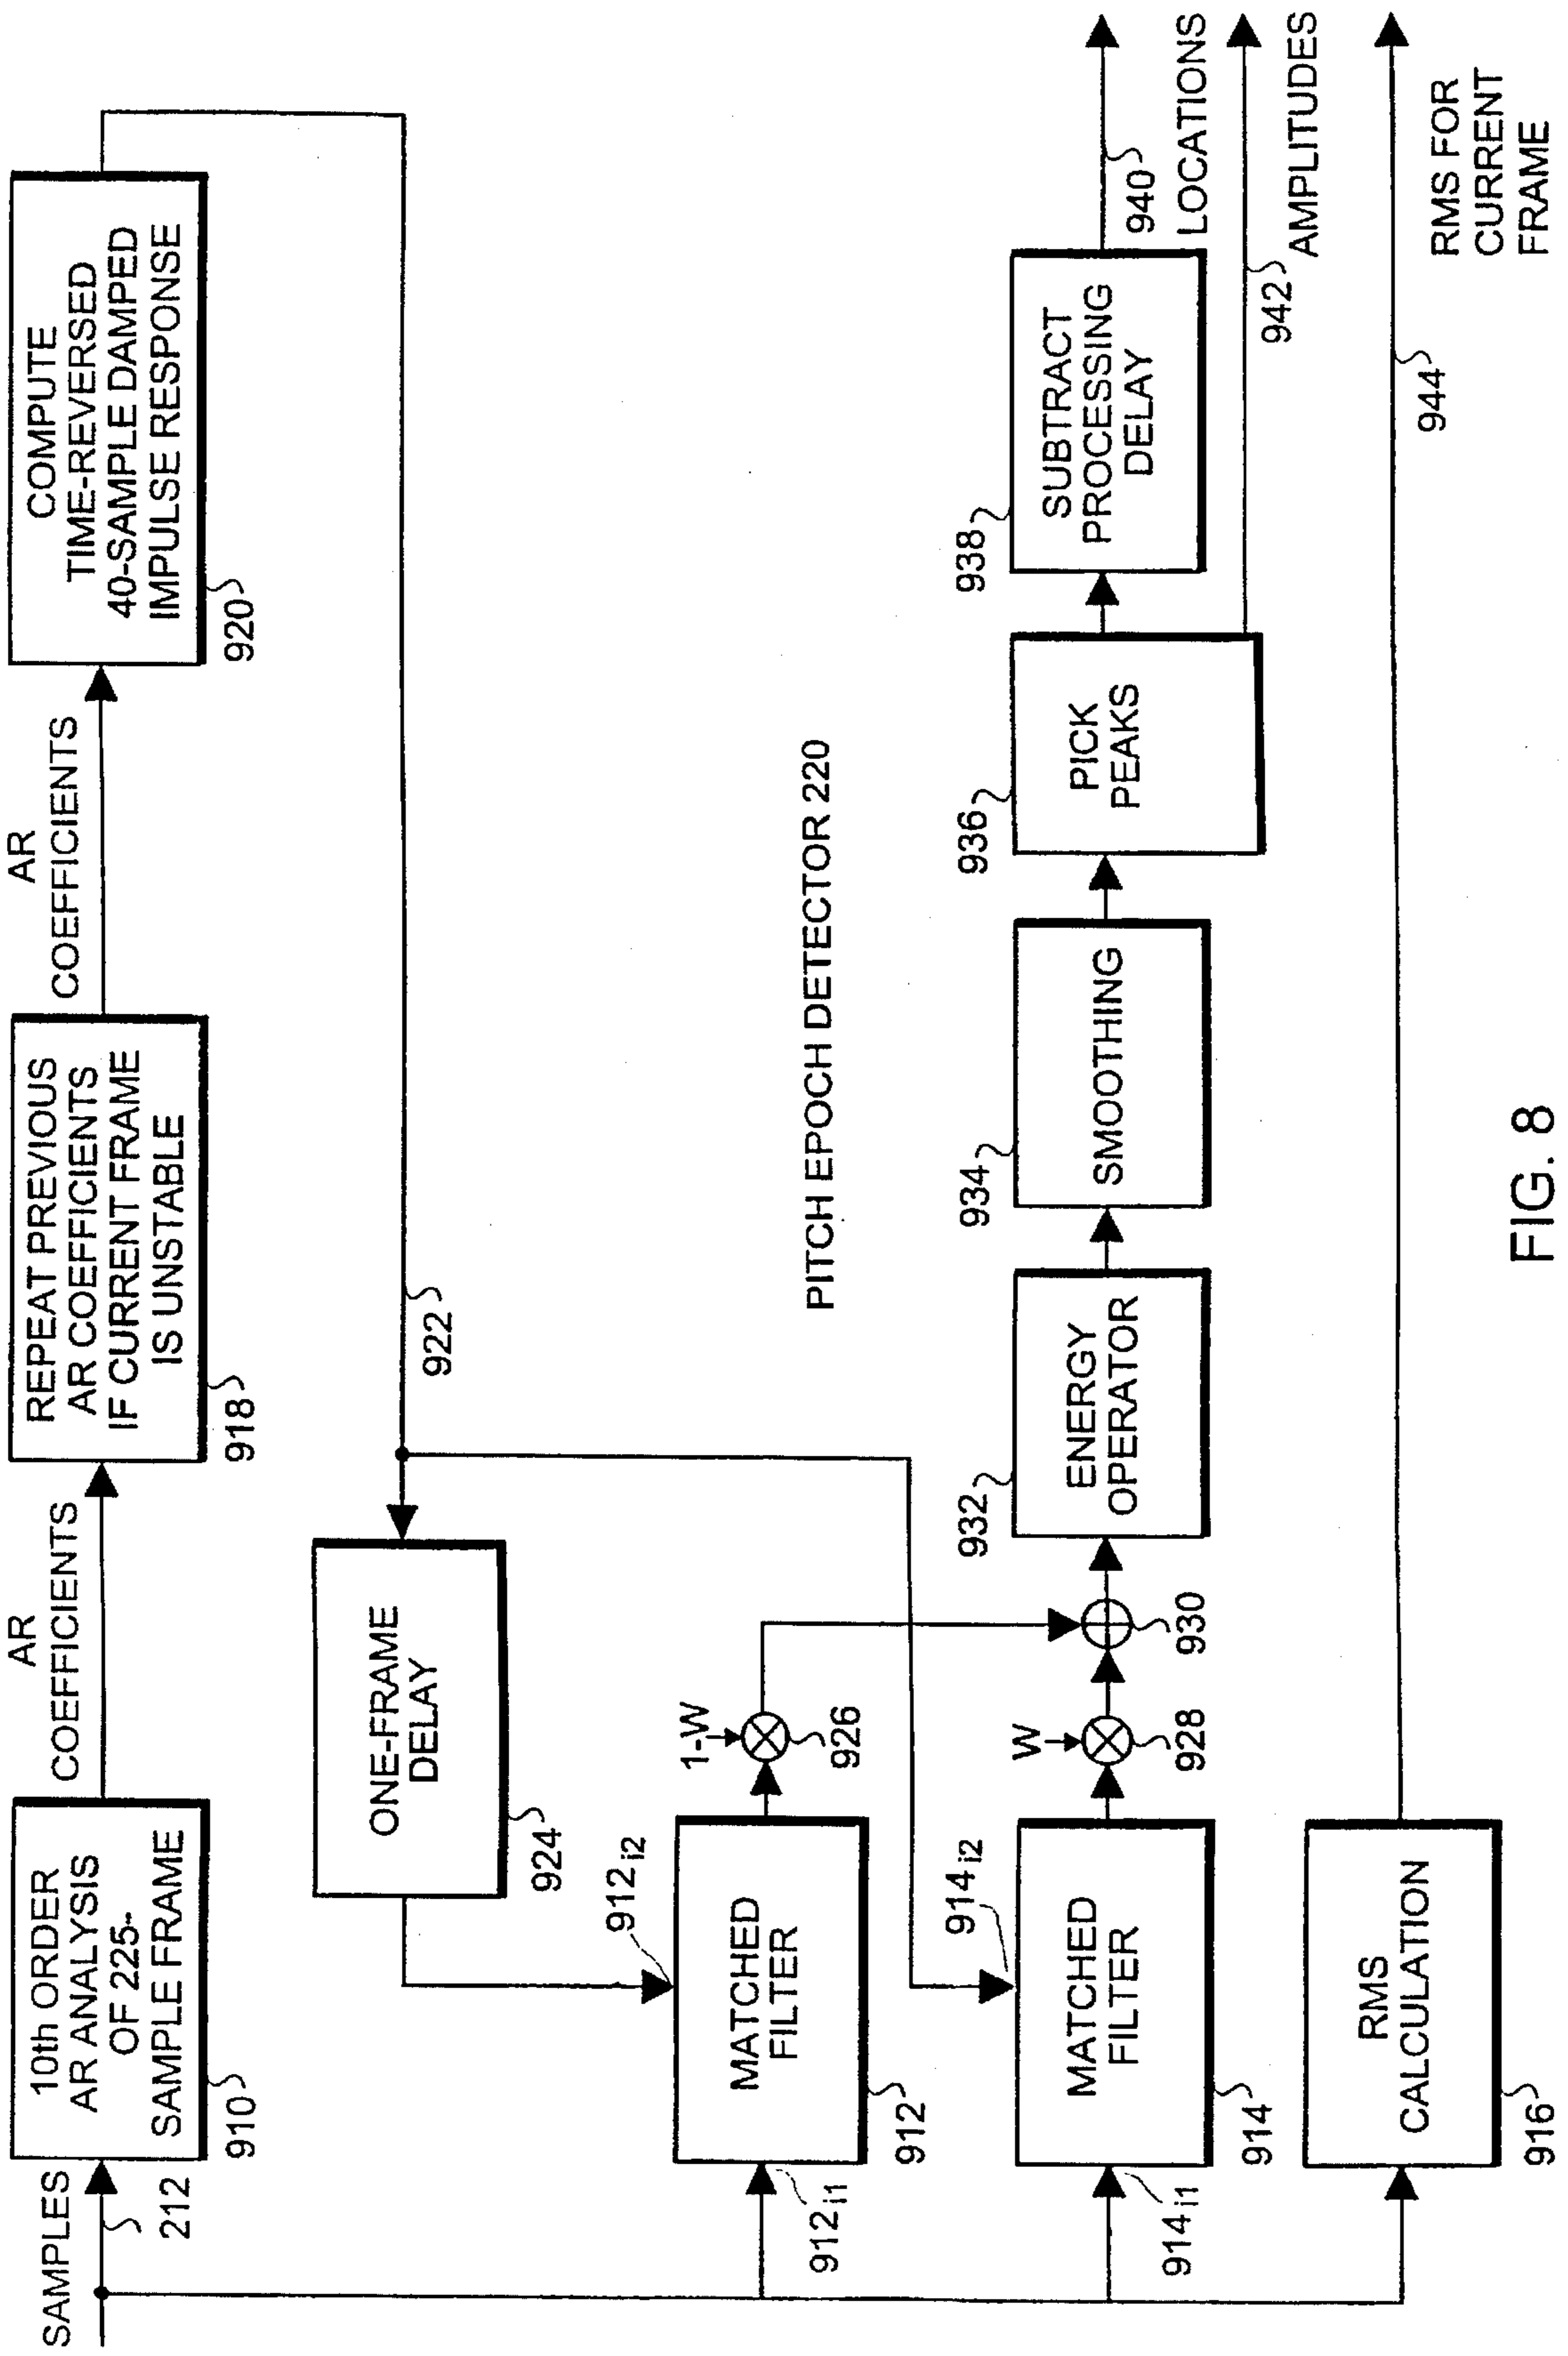 SAMPLES
212
10th ORDER
AR ANALYSIS
OF 225-
SAMPLE FRAME
910
AR
COEFFICIENTS
REPEAT PREVIOUS
AR COEFFICIENTS
IF CURRENT FRAME
IS UNSTABLE
918
AR
COEFFICIENTS
COMPUTE
TIME-REVERSED
40-SAMPLE DAMPED
IMPULSE RESPONSE
920
922
ONE-FRAME
DELAY
924
912i2
912i1
MATCHED
FILTER
912
1-W
926
PITCH EPOCH DETECTOR 220
914i2
914i1
MATCHED
FILTER
914
W
928
930
932
ENERGY
OPERATOR
934
SMOOTHING
936
PICK
PEAKS
938
SUBTRACT
PROCESSING
DELAY
940
LOCATIONS
942
AMPLITUDES
RMS
CALCULATION
916
944
RMS FOR
CURRENT
FRAME
FIG. 8